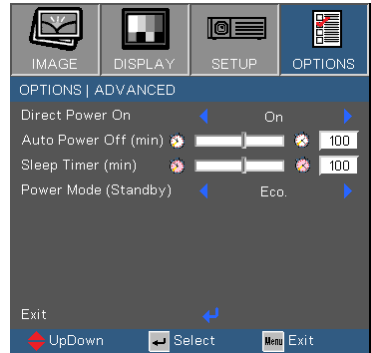 IMAGE DISPLAY SETUP OPTIONS
OPTIONS | ADVANCED
Direct Power On On
Auto Power Off (min) 100
Sleep Timer (min) 100
Power Mode (Standby) Eco.
Exit
UpDown Select Menu Exit